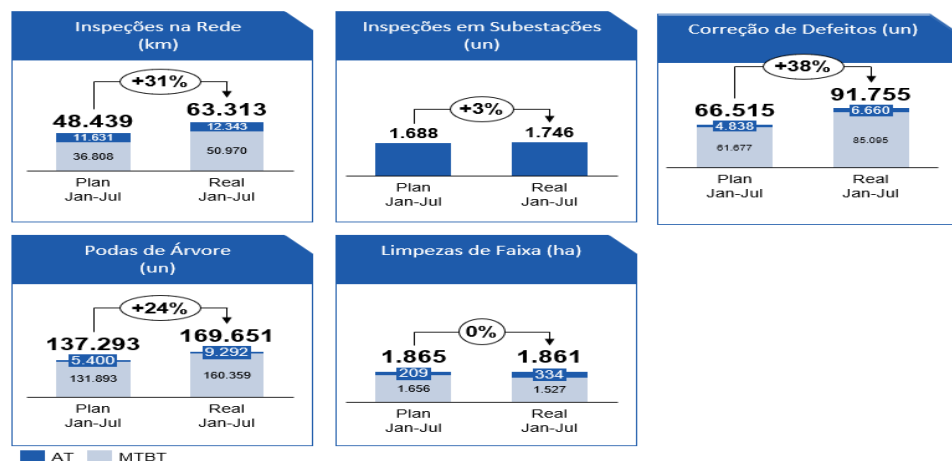 Inspeções na Rede
(km)
+31%
48.439
63.313
11.631
12.343
36.808
50.970
Plan
Jan-Jul
Real
Jan-Jul
Inspeções em Subestações
(un)
+3%
1.688
1.746
Plan
Jan-Jul
Real
Jan-Jul
Correção de Defeitos (un)
+38%
66.515
91.755
4.838
6.660
61.677
85.095
Plan
Jan-Jul
Real
Jan-Jul
Podas de Árvore
(un)
+24%
137.293
169.651
5.400
9.292
131.893
160.359
Plan
Jan-Jul
Real
Jan-Jul
Limpezas de Faixa (ha)
0%
1.865
1.861
209
334
1.656
1.527
Plan
Jan-Jul
Real
Jan-Jul
AT MTBT